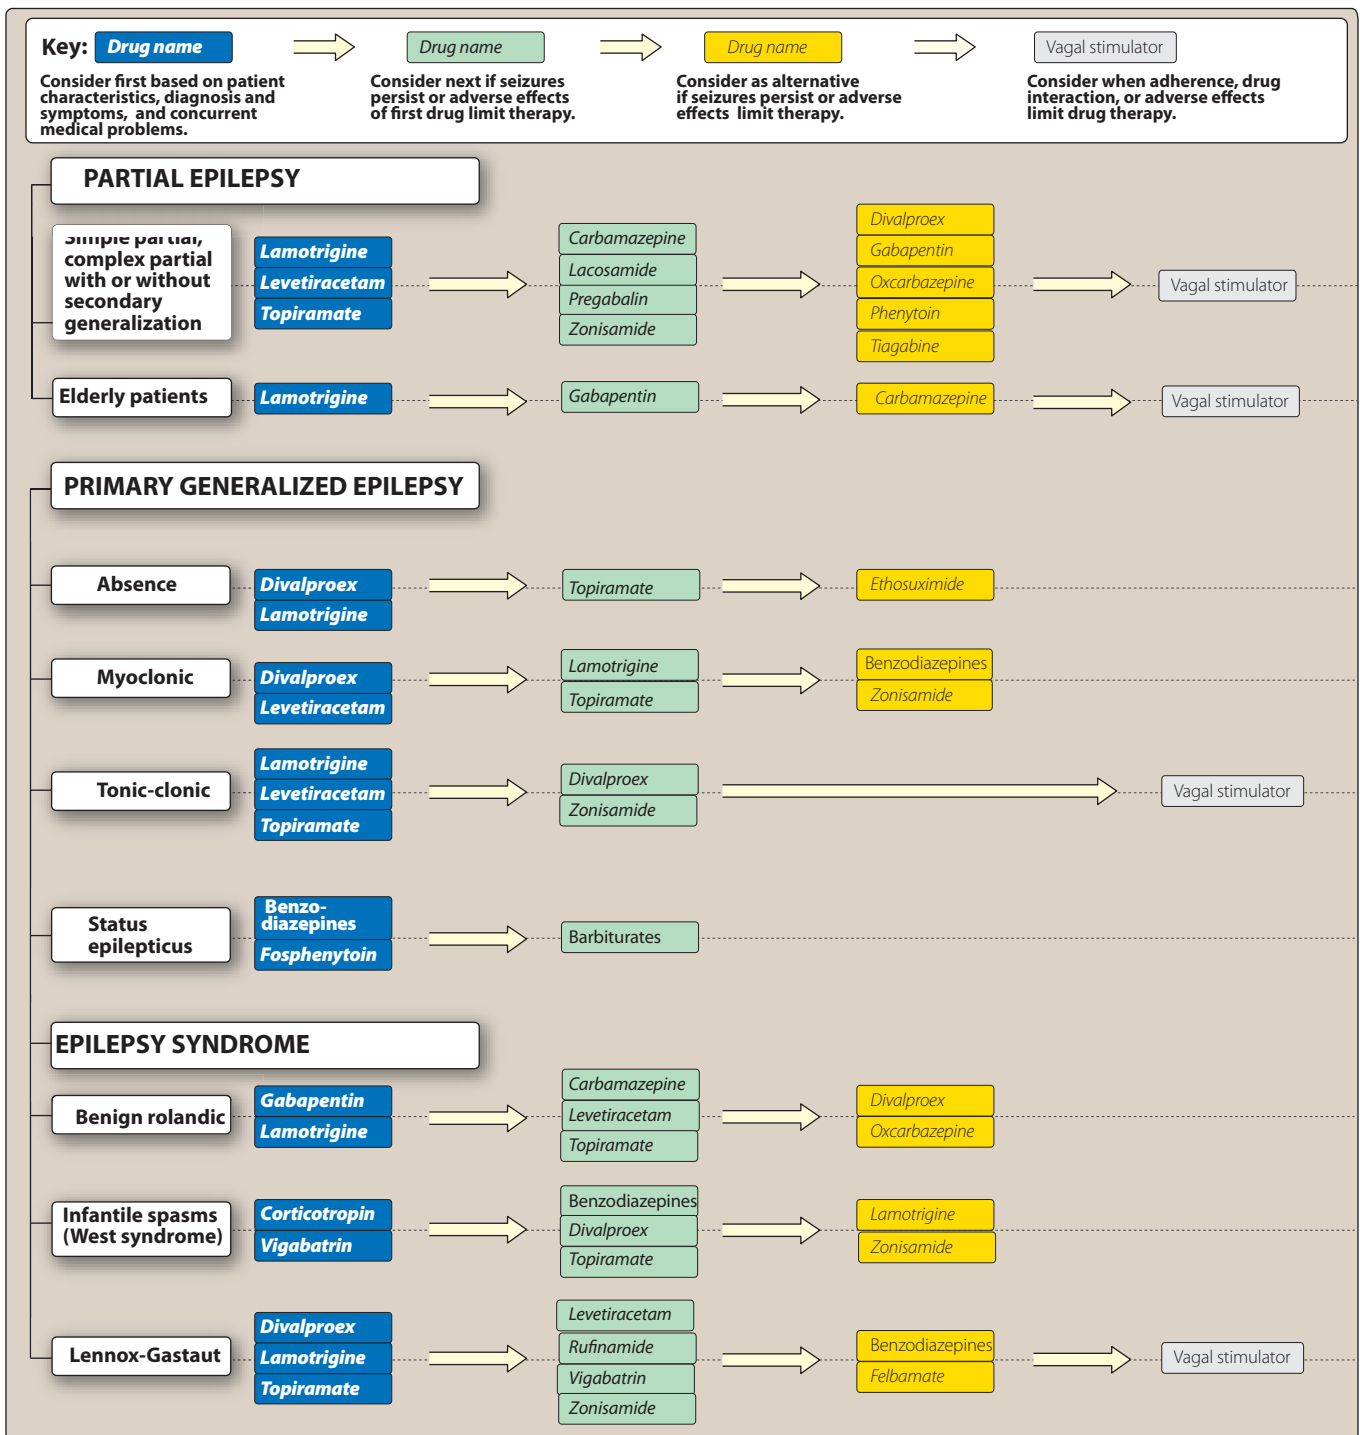 Key:
Drug name
Drug name
Drug name
Vagal stimulator
Consider first based on patient
characteristics, diagnosis and
symptoms, and concurrent
medical problems.
Consider next if seizures
persist or adverse effects
of first drug limit therapy.
Consider as alternative
if seizures persist or adverse
effects limit therapy.
Consider when adherence, drug
interaction, or adverse effects
limit drug therapy.
PARTIAL EPILEPSY
Simple partial,
complex partial
with or without
secondary
generalization
Lamotrigine
Levetiracetam
Topiramate
Carbamazepine
Lacosamide
Pregabalin
Zonisamide
Divalproex
Gabapentin
Oxcarbazepine
Phenytoin
Tiagabine
Vagal stimulator
Elderly patients
Lamotrigine
Gabapentin
Carbamazepine
Vagal stimulator
PRIMARY GENERALIZED EPILEPSY
Absence
Divalproex
Lamotrigine
Topiramate
Ethosuximide
Myoclonic
Divalproex
Levetiracetam
Lamotrigine
Topiramate
Benzodiazepines
Zonisamide
Tonic-clonic
Lamotrigine
Levetiracetam
Topiramate
Divalproex
Zonisamide
Vagal stimulator
Status
epilepticus
Benzo-
diazepines
Fosphenytoin
Barbiturates
EPILEPSY SYNDROME
Benign rolandic
Gabapentin
Lamotrigine
Carbamazepine
Levetiracetam
Topiramate
Divalproex
Oxcarbazepine
Infantile spasms
(West syndrome)
Corticotropin
Vigabatrin
Benzodiazepines
Divalproex
Topiramate
Lamotrigine
Zonisamide
Lennox-Gastaut
Divalproex
Lamotrigine
Topiramate
Levetiracetam
Rufinamide
Vigabatrin
Zonisamide
Benzodiazepines
Felbamate
Vagal stimulator